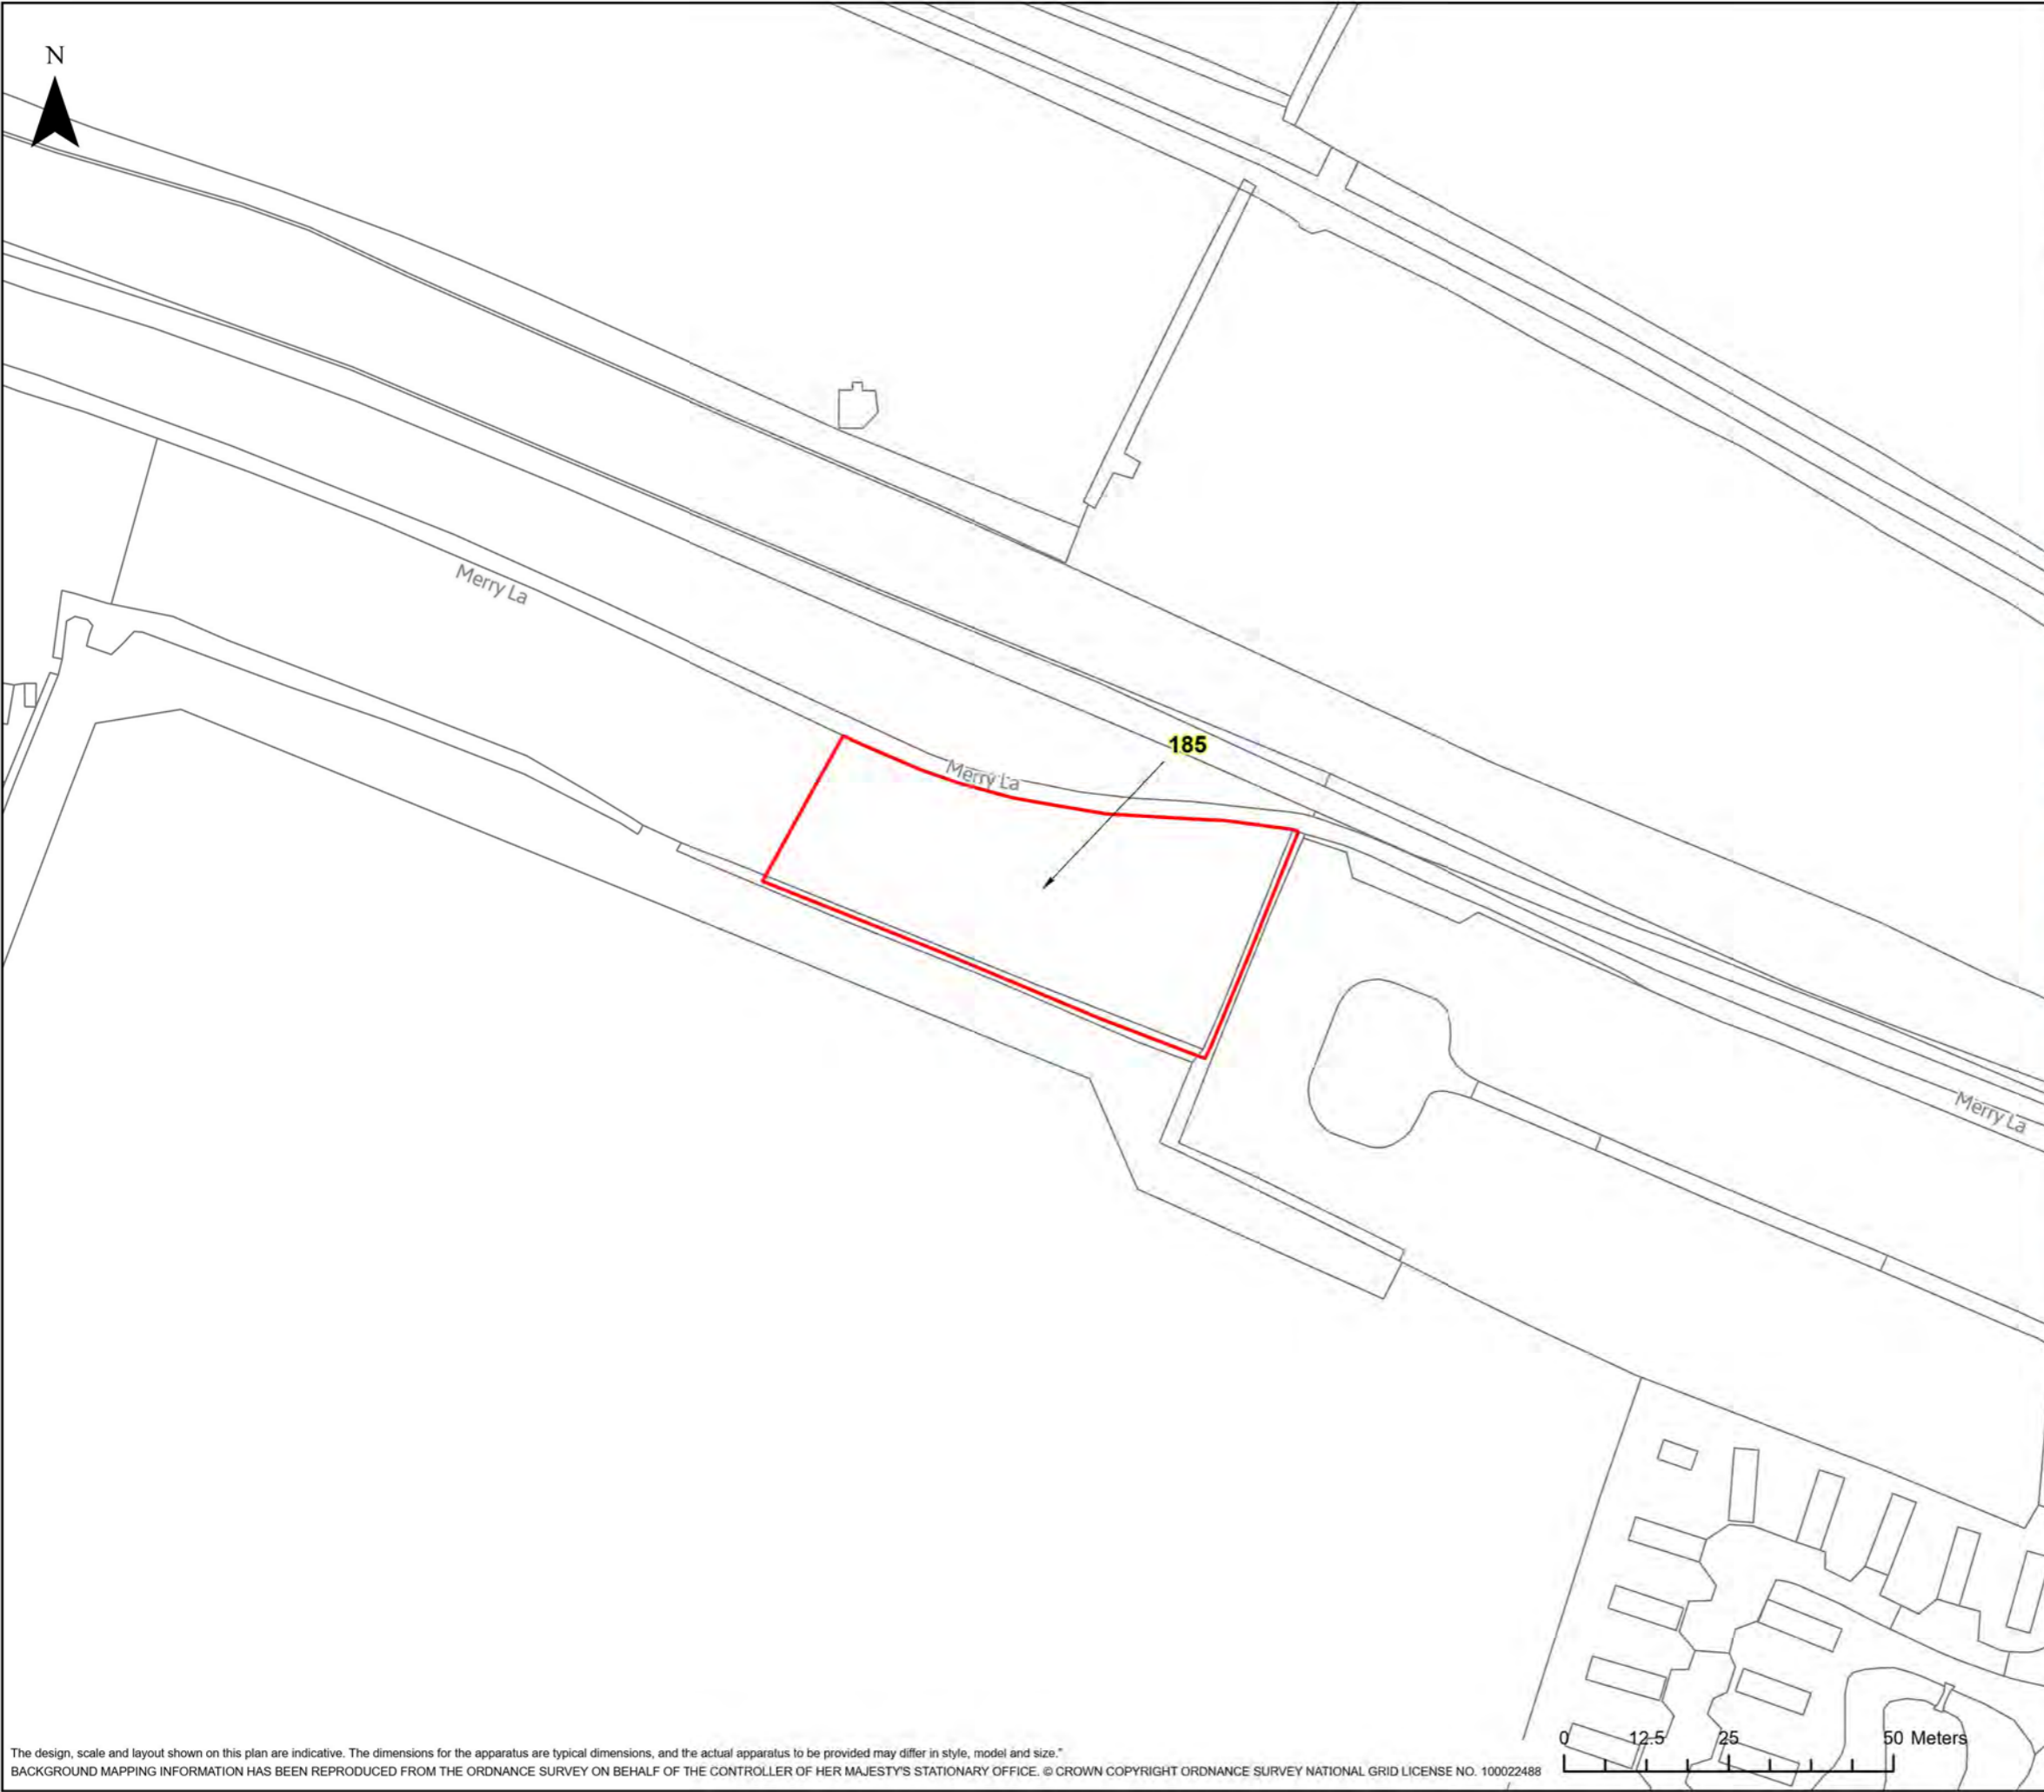 N
Merry La
185
Merry La
Merry La
0 12.5 25 50 Meters
The design, scale and layout shown on this plan are indicative. The dimensions for the apparatus are typical dimensions, and the actual apparatus to be provided may differ in style, model and size."
BACKGROUND MAPPING INFORMATION HAS BEEN REPRODUCED FROM THE ORDNANCE SURVEY ON BEHALF OF THE CONTROLLER OF HER MAJESTY'S STATIONARY OFFICE. © CROWN COPYRIGHT ORDNANCE SURVEY NATIONAL GRID LICENSE NO. 100022488